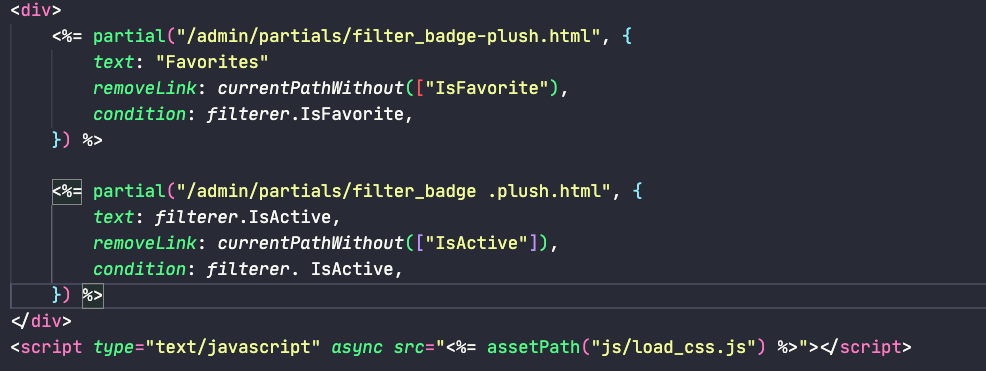 <div>
    <%= partial("/admin/partials/filter_badge-plush.html", {
        text: "Favorites"
        removeLink: currentPathWithout(["IsFavorite"),
        condition: filterer.IsFavorite,
    }) %>

    <%= partial("/admin/partials/filter_badge .plush.html", {
        text: filterer.IsActive,
        removeLink: currentPathWithout(["IsActive"]),
        condition: filterer. IsActive,
    }) %>
</div>
<script type="text/javascript" async src="<%= assetPath("js/load_css.js") %>"></script>